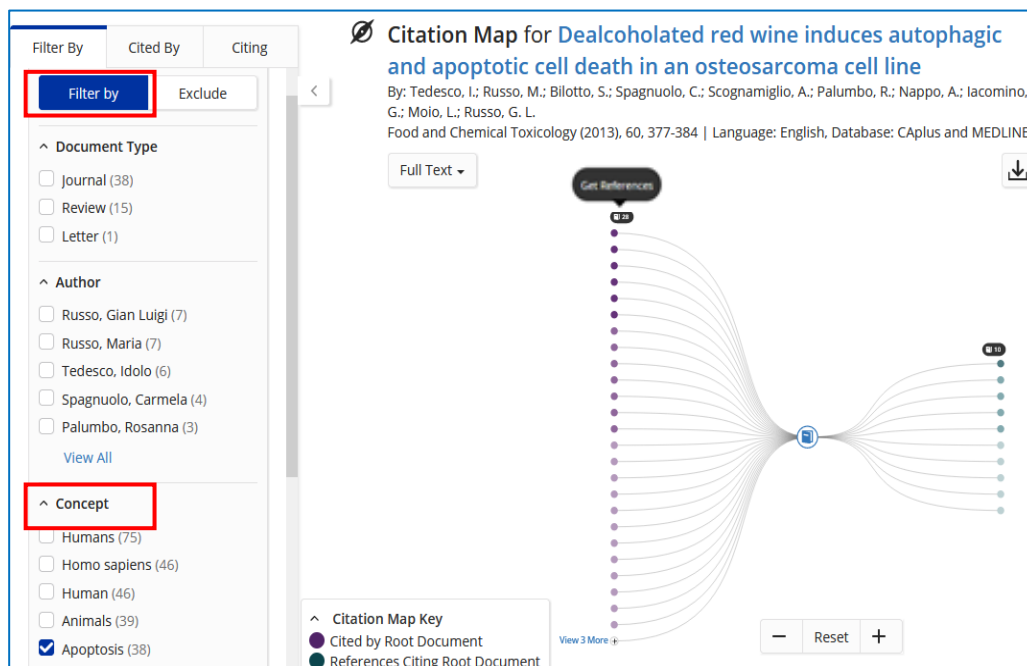 Filter By
Cited By
Citing
Filter by
Exclude
Document Type
Journal (38)
Review (15)
Letter (1)
Author
Russo, Gian Luigi (7)
Russo, Maria (7)
Tedesco, Idolo (6)
Spagnuolo, Carmela (4)
Palumbo, Rosanna (3)
View All
Concept
Humans (75)
Homo sapiens (46)
Human (46)
Animals (39)
Apoptosis (38)
Citation Map for Dealcoholated red wine induces autophagic
and apoptotic cell death in an osteosarcoma cell line
By: Tedesco, I.; Russo, M.; Bilotto, S.; Spagnuolo, C.; Scognamiglio, A.; Palumbo, R.; Nappo, A.; Iacomino,
G.; Moio, L.; Russo, G. L.
Food and Chemical Toxicology (2013), 60, 377-384 | Language: English, Database: CAplus and MEDLINE
Full Text
Get References
28
10
View 3 More
Citation Map Key
Cited by Root Document
References Citing Root Document
Reset